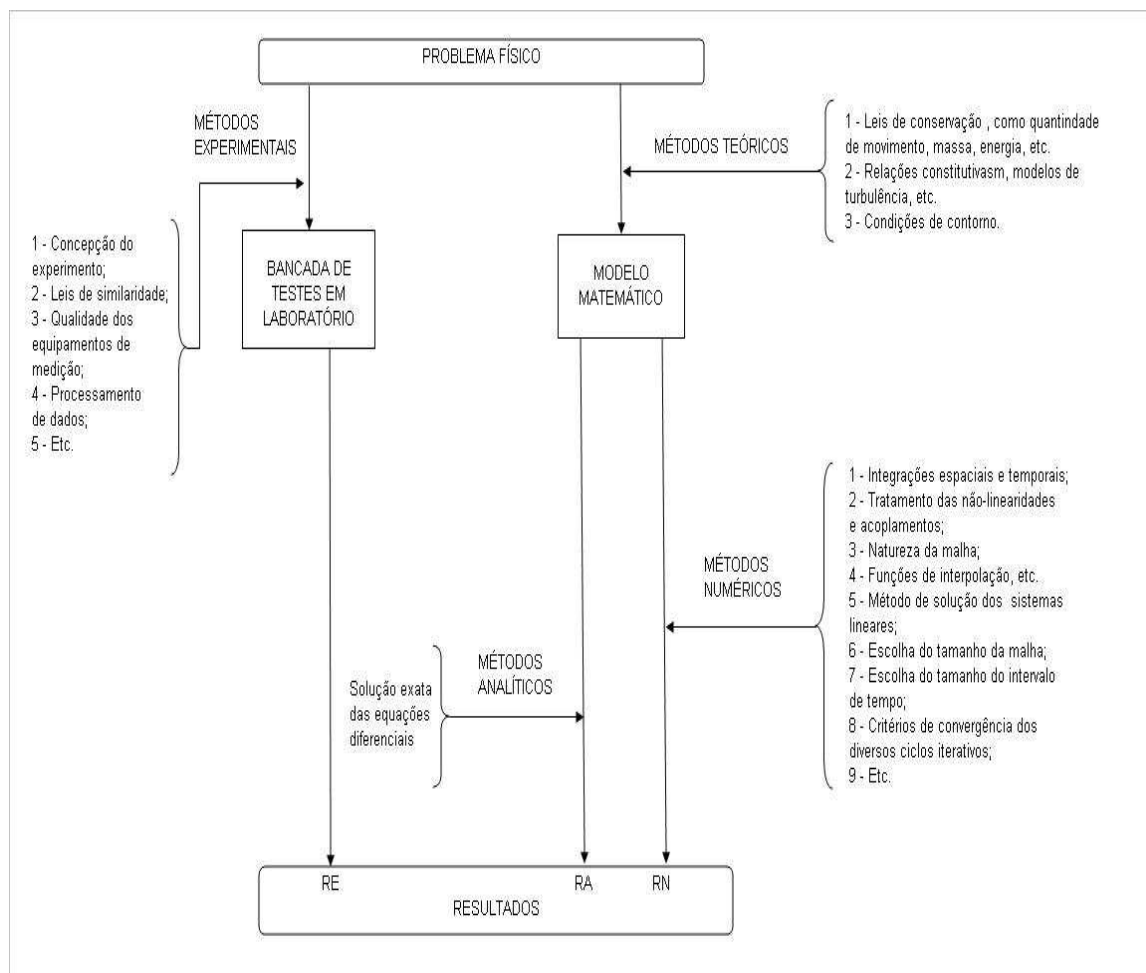 PROBLEMA FÍSICO
MÉTODOS
EXPERIMENTAIS
MÉTODOS TEÓRICOS
1 - Leis de conservação , como quantindade
de movimento, massa, energia, etc.
2 - Relações constitutivasm, modelos de
turbulência, etc.
3 - Condições de contorno.
1 - Concepção do
experimento;
2 - Leis de similaridade;
3 - Qualidade dos
equipamentos de
medição;
4 - Processamento
de dados;
5 - Etc.
BANCADA DE
TESTES EM
LABORATÓRIO
MODELO
MATEMÁTICO
1 - Integrações espaciais e temporais;
2 - Tratamento das não-linearidades
e acoplamentos;
3 - Natureza da malha;
4 - Funções de interpolação, etc.
5 - Método de solução dos sistemas
lineares;
6 - Escolha do tamanho da malha;
7 - Escolha do tamanho do intervalo
de tempo;
8 - Critérios de convergência dos
diversos ciclos iterativos;
9 - Etc.
MÉTODOS
NUMÉRICOS
MÉTODOS
ANALÍTICOS
Solução exata
das equações
diferenciais
RE RA RN
RESULTADOS